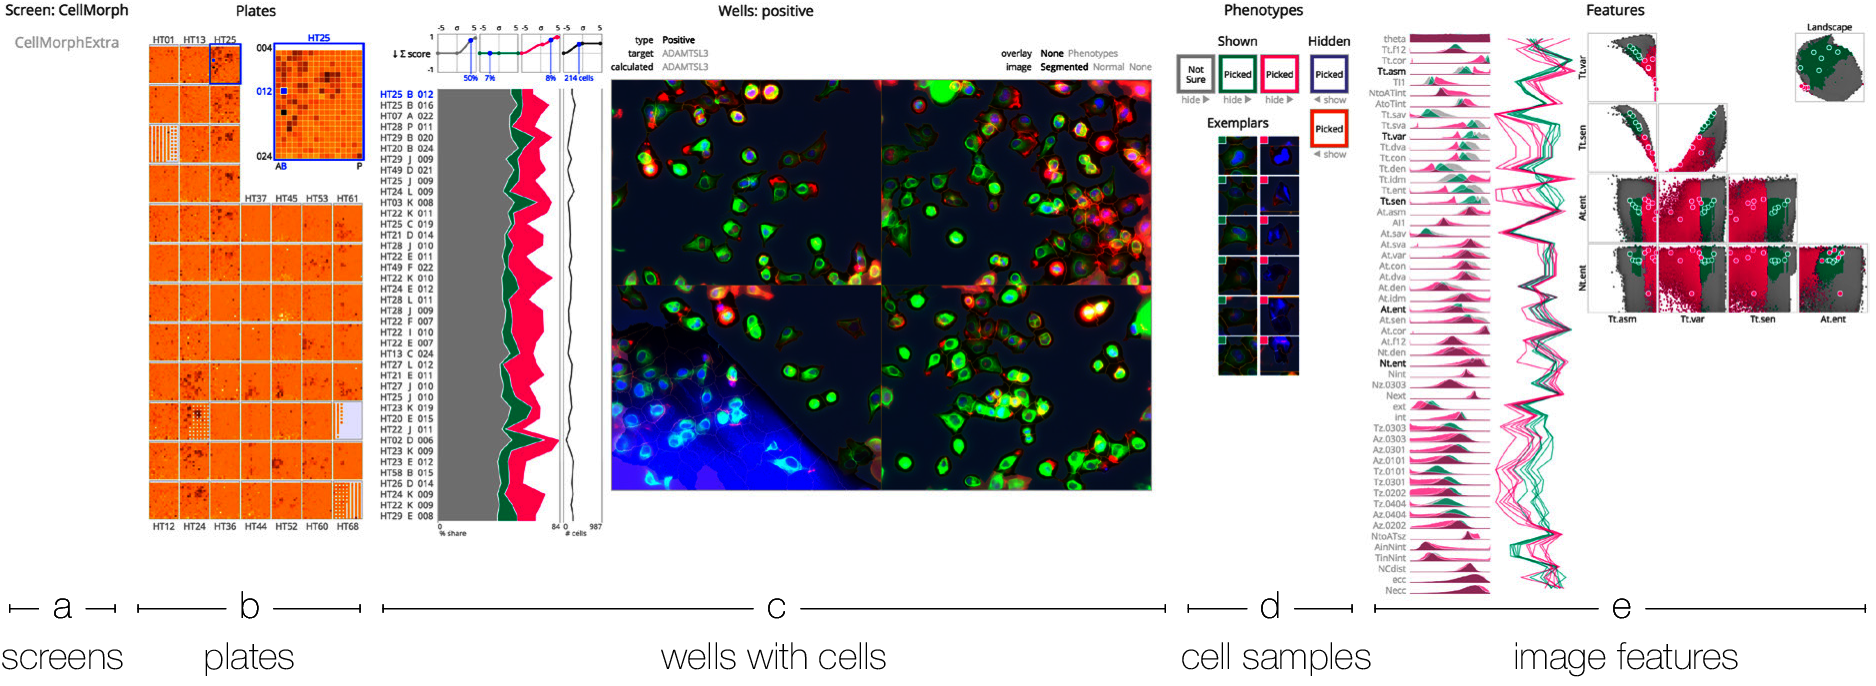 Screen: CellMorph
CellMorphExtra
Plates
HT01 HT13 HT25
HT25
004
012
024
AB P
HT37 HT45 HT53 HT61
HT12 HT24 HT36 HT44 HT52 HT60 HT68
Wells: positive
-5 σ 5 -5 σ 5 -5 σ 5 -5 σ 5
↓ Σ score
1
-1
50% 7% 8% 214 cells
type Positive
target ADAMTSL3
calculated ADAMTSL3
overlay None Phenotypes
image Segmented Normal None
HT25 B 012
HT25 B 016
HT07 A 022
HT28 P 011
HT29 B 020
HT20 B 024
HT29 J 009
HT49 D 021
HT25 J 009
HT24 L 009
HT03 K 008
HT22 K 011
HT25 C 019
HT21 D 014
HT28 J 010
HT22 E 011
HT49 F 022
HT22 K 010
HT24 E 012
HT28 L 011
HT28 J 009
HT22 F 007
HT22 I 010
HT22 E 007
HT13 C 024
HT27 L 012
HT21 E 011
HT27 J 010
HT25 J 010
HT23 K 019
HT20 E 015
HT22 J 011
HT02 D 006
HT23 K 009
HT23 E 012
HT58 B 015
HT26 D 014
HT24 K 009
HT22 K 009
HT29 E 008
0 84 0 987
% share # cells
Phenotypes
Shown Hidden
Not Sure Picked Picked Picked
hide ▶ hide ▶ hide ▶ ◀ show
Picked
◀ show
Exemplars
Features
theta
Tt.f12
Tt.cor
Tt.asm
Tl1
NtoATint
AtoTint
Tt.sav
Tt.sva
Tt.var
Tt.dva
Tt.con
Tt.den
Tt.idm
Tt.ent
Tt.sen
At.asm
Al1
At.sav
At.sva
At.var
At.con
At.dva
At.den
At.idm
At.ent
At.sen
At.cor
At.f12
Nt.den
Nt.ent
Nint
Nz.0303
Next
ext
int
Tz.0303
Az.0303
Az.0301
Az.0101
Tz.0101
Tz.0301
Tz.0202
Tz.0404
Az.0404
Az.0202
NtoATsz
AinNint
TinNint
NCdist
ecc
Necc
Landscape
Tt.var
Tt.sen
At.ent
Nt.ent
Tt.asm Tt.var Tt.sen At.ent
a b c d e
screens plates wells with cells cell samples image features